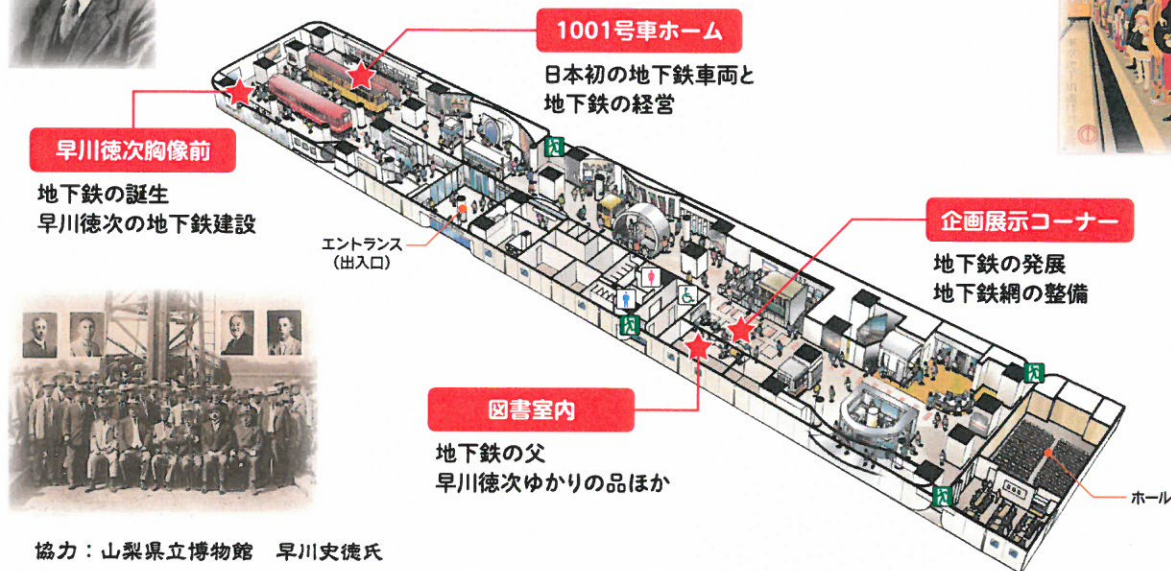 1001号車ホーム
日本初の地下鉄車両と
地下鉄の経営
早川徳次胸像前
地下鉄の誕生
早川徳次の地下鉄建設
エントランス
(出入口)
企画展示コーナー
地下鉄の発展
地下鉄網の整備
図書室内
地下鉄の父
早川徳次ゆかりの品ほか
ホール
協力:山梨県立博物館 早川史徳氏